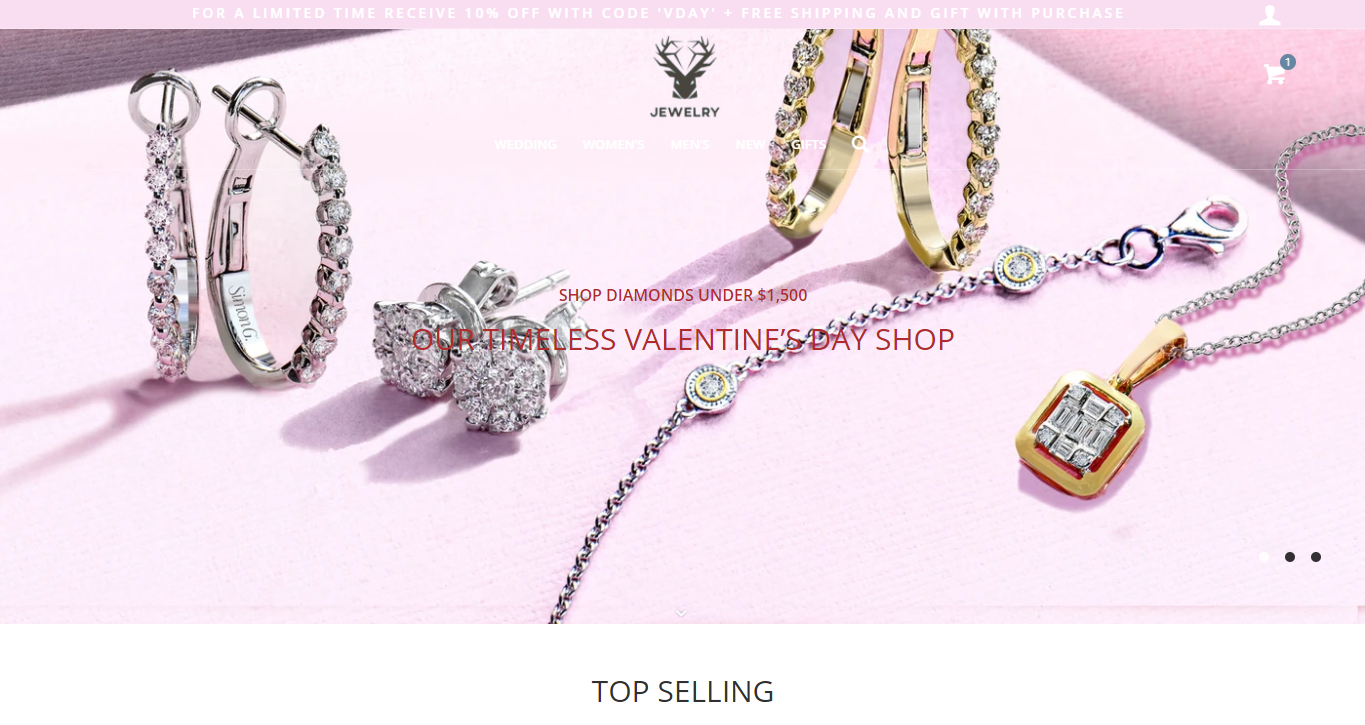 FOR A LIMITED TIME RECEIVE 10% OFF WITH CODE 'VDAY' + FREE SHIPPING AND GIFT WITH PURCHASE
1
JEWELRY
WEDDING WOMEN'S MEN'S NEW GIFTS
Simon G.
SHOP DIAMONDS UNDER $1,500
OUR TIMELESS VALENTINE’S DAY SHOP
TOP SELLING